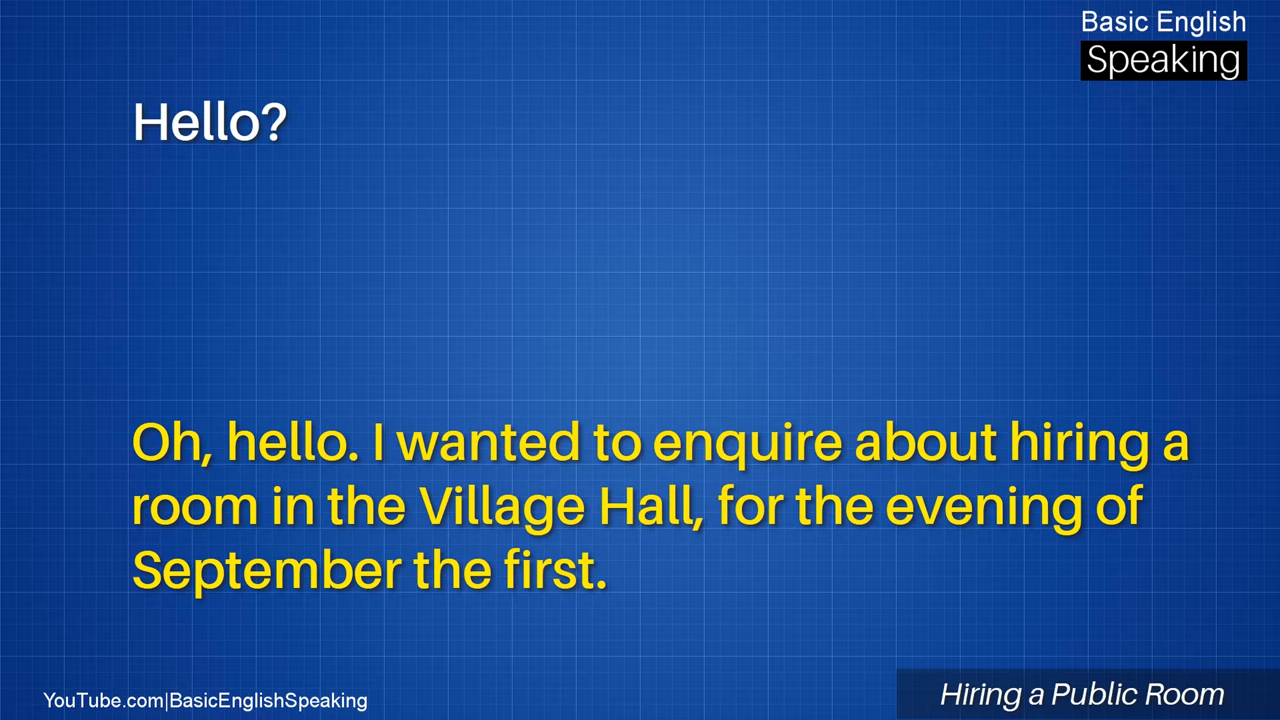 Basic English
Speaking
Hello?
Oh, hello. I wanted to enquire about hiring a
room in the Village Hall, for the evening of
September the first.
YouTube.com|BasicEnglishSpeaking
Hiring a Public Room